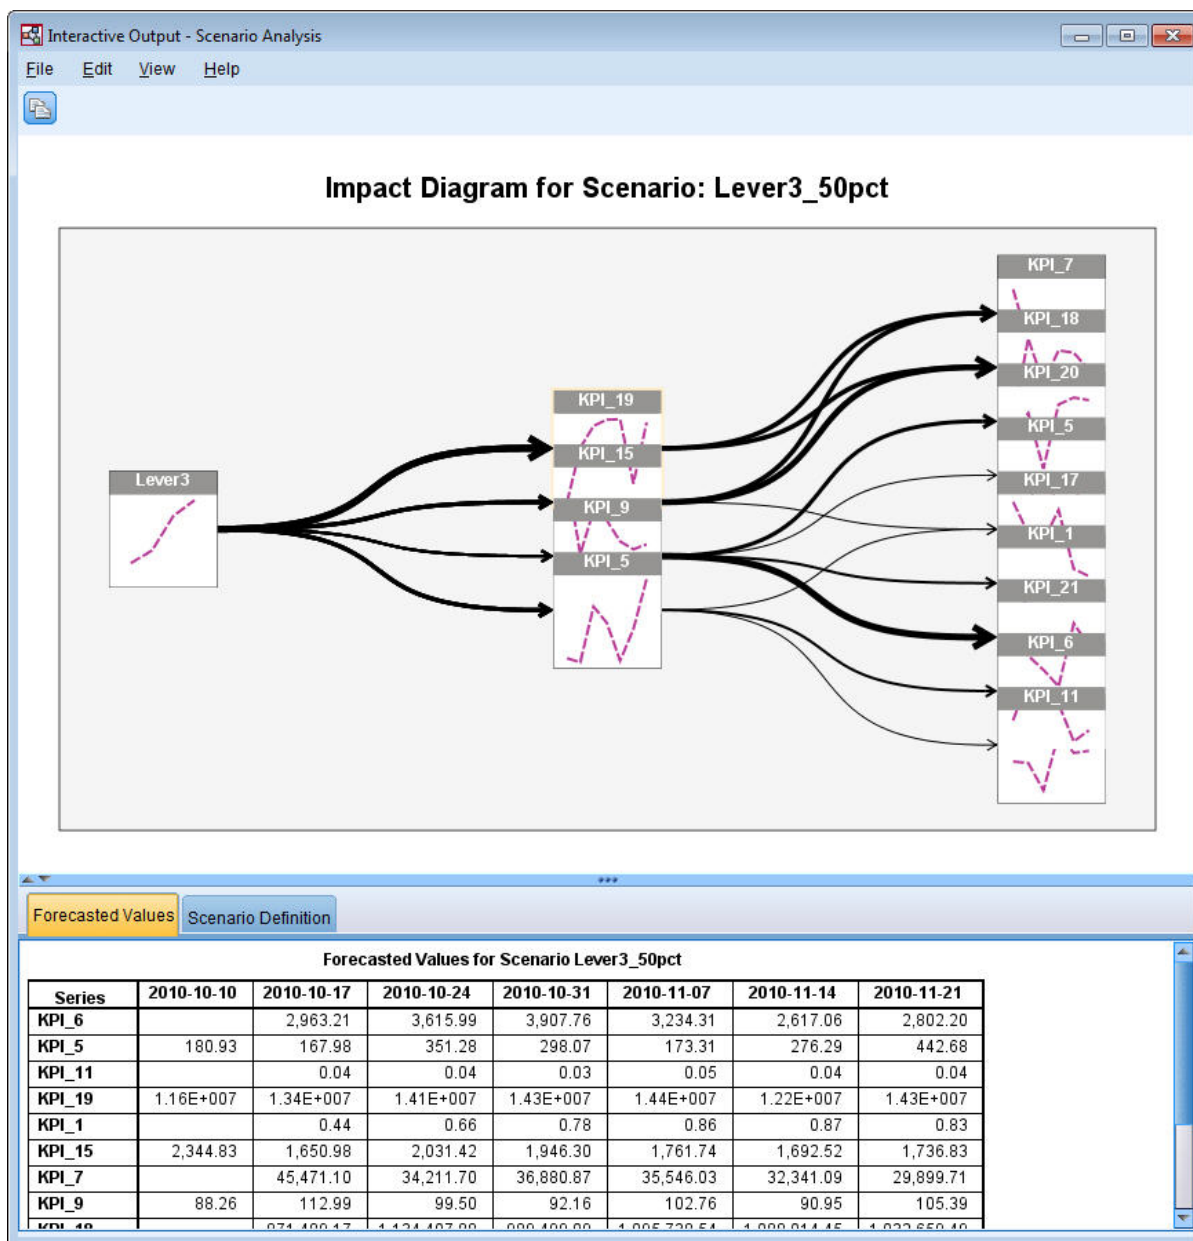 Interactive Output - Scenario Analysis
File Edit View Help
Impact Diagram for Scenario: Lever3_50pct
KPI_7
KPI_18
KPI_20
KPI_19
KPI_5
KPI_15
Lever3
KPI_17
KPI_9
KPI_1
KPI_5
KPI_21
KPI_6
KPI_11
Forecasted Values Scenario Definition
Forecasted Values for Scenario Lever3_50pct
Series 2010-10-10 2010-10-17 2010-10-24 2010-10-31 2010-11-07 2010-11-14 2010-11-21
KPI_6 2,963.21 3,615.99 3,907.76 3,234.31 2,617.06 2,802.20
KPI_5 180.93 167.98 351.28 298.07 173.31 276.29 442.68
KPI_11 0.04 0.04 0.03 0.05 0.04 0.04
KPI_19 1.16E+007 1.34E+007 1.41E+007 1.43E+007 1.44E+007 1.22E+007 1.43E+007
KPI_1 0.44 0.66 0.78 0.86 0.87 0.83
KPI_15 2,344.83 1,650.98 2,031.42 1,946.30 1,761.74 1,692.52 1,736.83
KPI_7 45,471.10 34,211.70 36,880.87 35,546.03 32,341.09 29,899.71
KPI_9 88.26 112.99 99.50 92.16 102.76 90.95 105.39
KPI_18